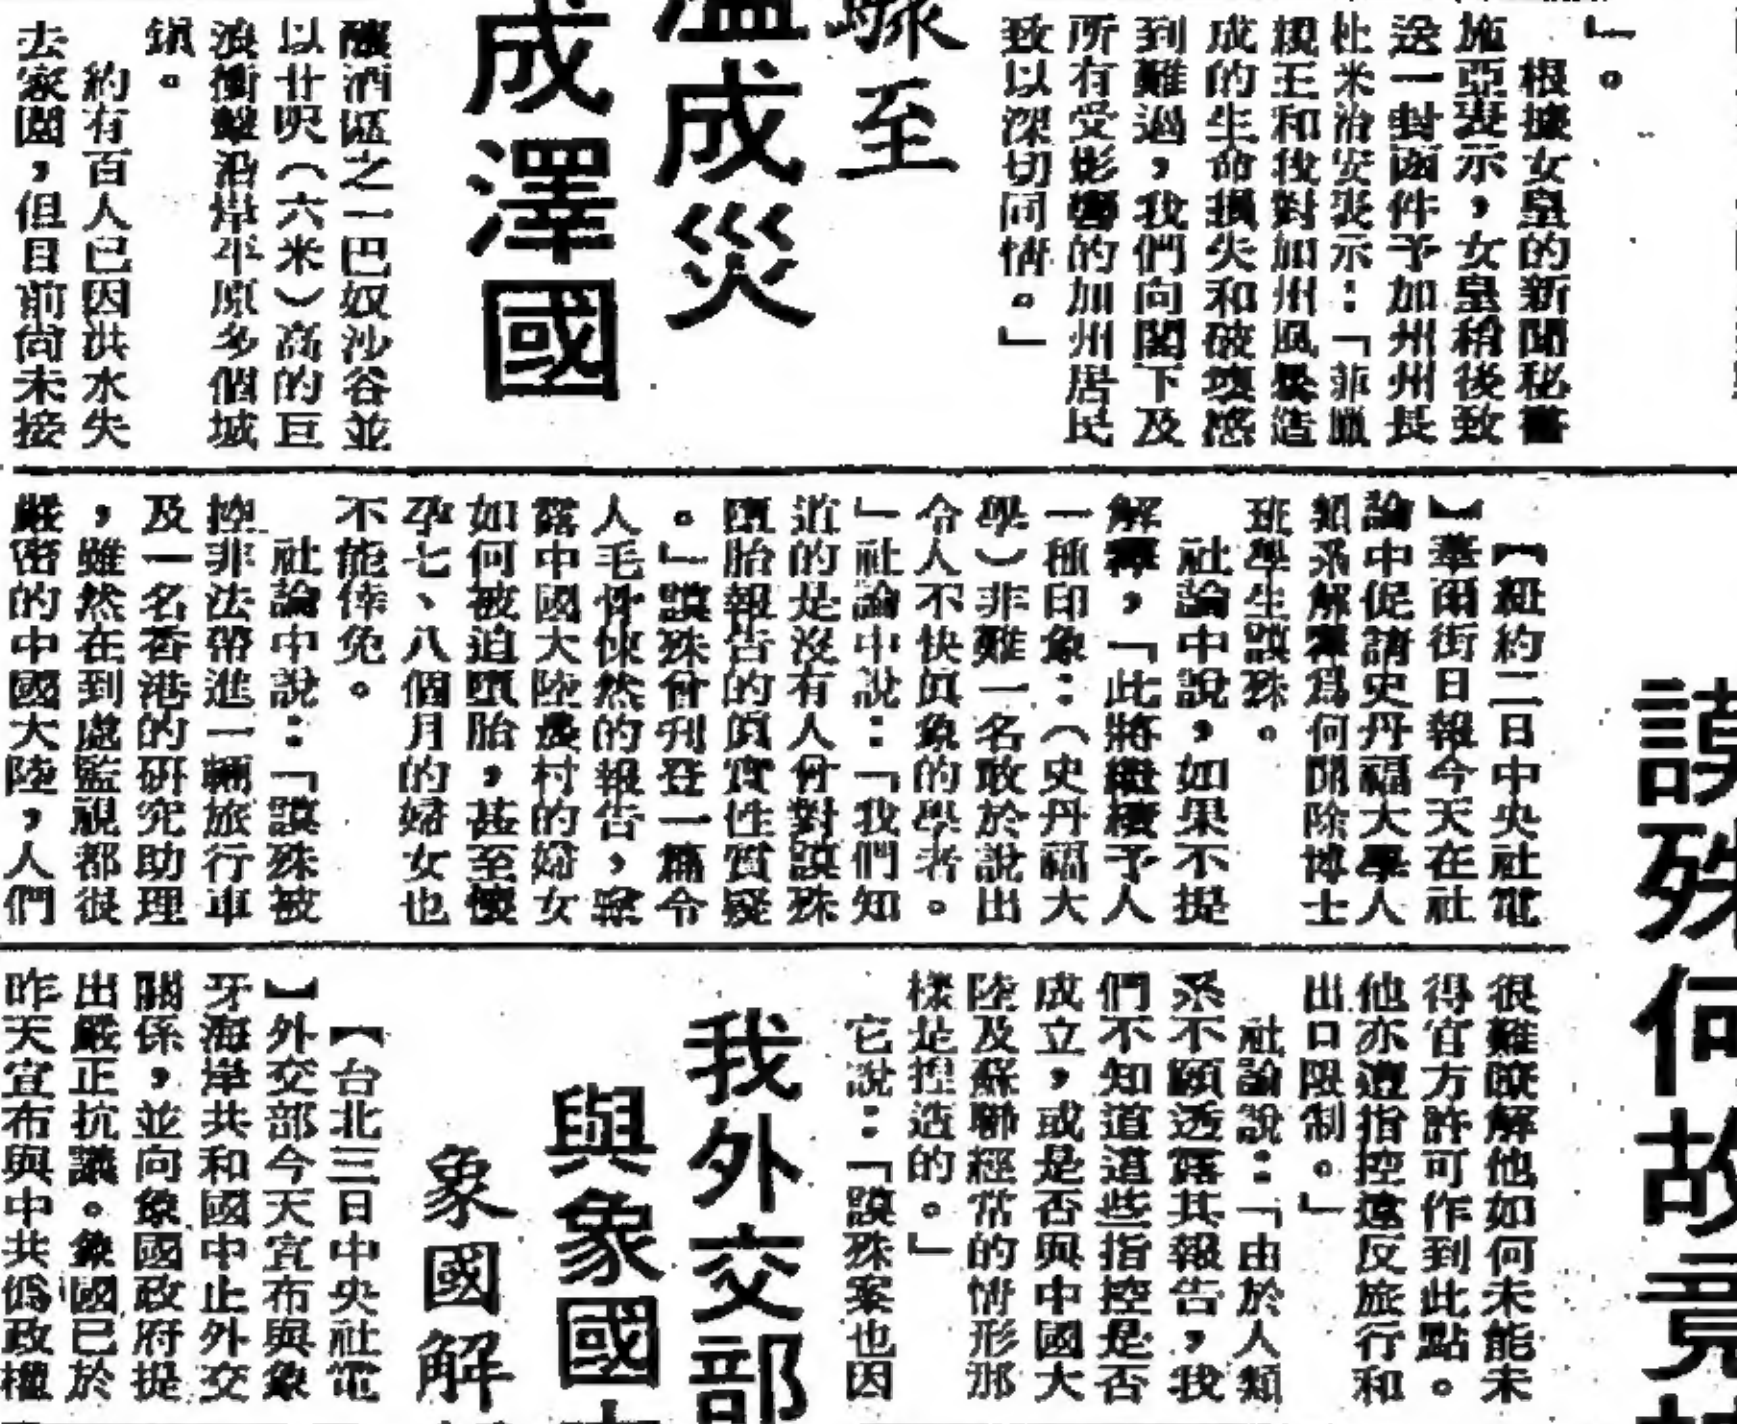 」。
根據女皇的新聞秘書
施亞表示，女皇稍後致
送一封函件予加州州長
杜米治安表示：「菲臘
親王和我對加州風暴造
成的生命損失和破壞感
到難過，我們向閣下及
所有受影響的加州居民
致以深切同情。」
驟至
溫成災
成澤國
釀酒區之一巴奴沙谷並
以廿呎（六米）高的巨
浪衝擊沿岸平原多個城
鎮。
約有百人已因洪水失
去家園，但目前尚未接
謨殊何故竟被
【紐約二日中央社電
】華爾街日報今天在社
論中促請史丹福大學人
類系解釋爲何開除博士
班學生謨殊。
社論中說，如果不提
解釋，「此將繼續予人
一種印象：（史丹福大
學）非難一名敢於說出
令人不快眞象的學者。
」社論中說：「我們知
道的是沒有人曾對謨殊
墮胎報告的眞實性質疑
。」謨殊曾刊登一篇令
人毛骨悚然的報告，揭
露中國大陸農村的婦女
如何被迫墮胎，甚至懷
孕七、八個月的婦女也
不能倖免。
社論中說：「謨殊被
控非法帶進一輛旅行車
及一名香港的研究助理
，雖然在到處監視都很
嚴密的中國大陸，人們
很難瞭解他如何未能未
得官方許可作到此點。
他亦遭指控違反旅行和
出口限制。」
社論說：「由於人類
系不願透露其報告，我
們不知道這些指控是否
成立，或是否與中國大
陸及蘇聯經常的情形那
樣是揑造的。」
它說：「謨殊案也因
我外交部
與象國
象國解
【台北三日中央社電
】外交部今天宣布與象
牙海岸共和國中止外交
關係，並向象國政府提
出嚴正抗議。象國已於
昨天宣布與中共僞政權